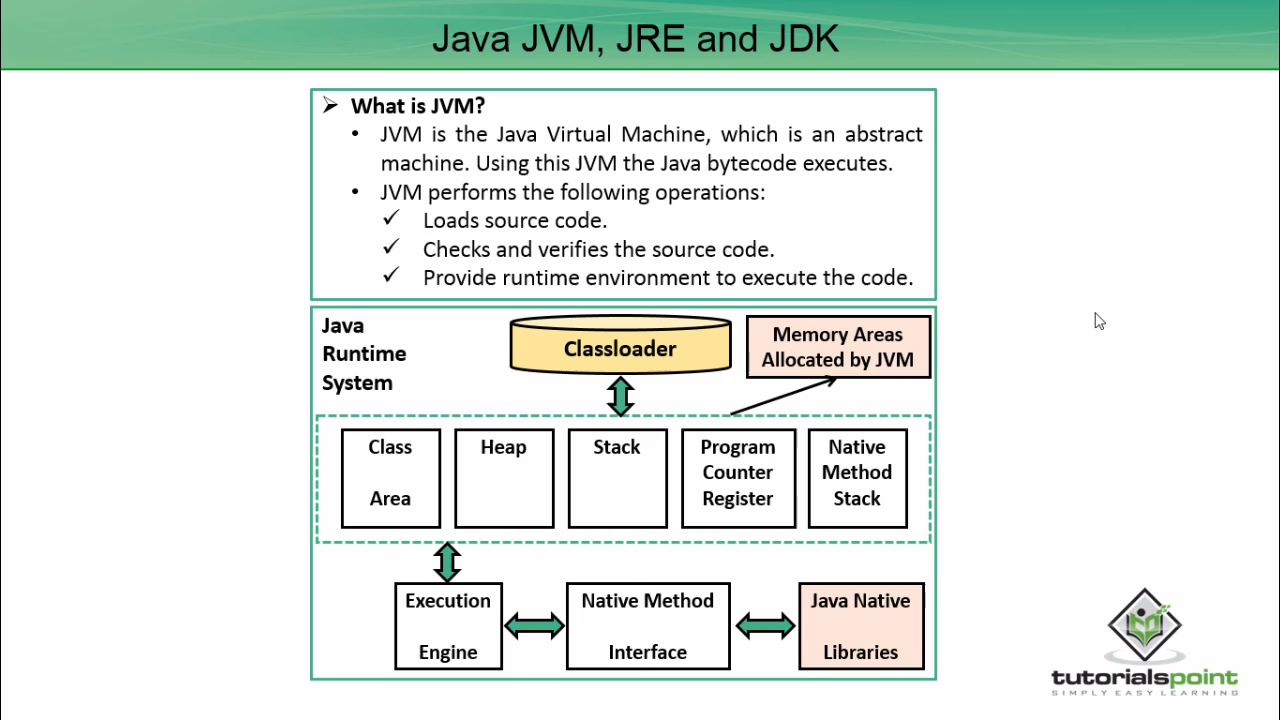 Java JVM, JRE and JDK
➢ What is JVM?
• JVM is the Java Virtual Machine, which is an abstract
machine. Using this JVM the Java bytecode executes.
• JVM performs the following operations:
✓ Loads source code.
✓ Checks and verifies the source code.
✓ Provide runtime environment to execute the code.
Java
Runtime
System
Classloader
Memory Areas
Allocated by JVM
Class
Area
Heap
Stack
Program
Counter
Register
Native
Method
Stack
Execution
Engine
Native Method
Interface
Java Native
Libraries
tutorialspoint
SIMPLY EASY LEARNING